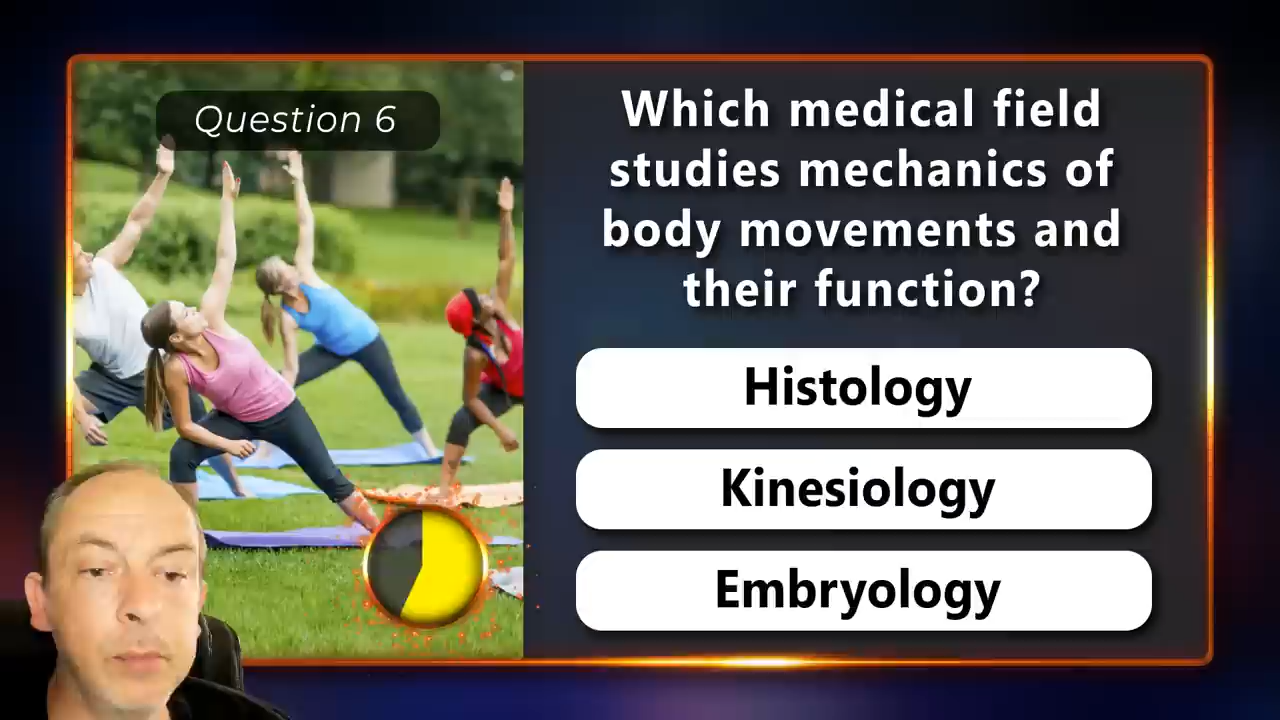 Question 6
Which medical field
studies mechanics of
body movements and
their function?
Histology
Kinesiology
Embryology